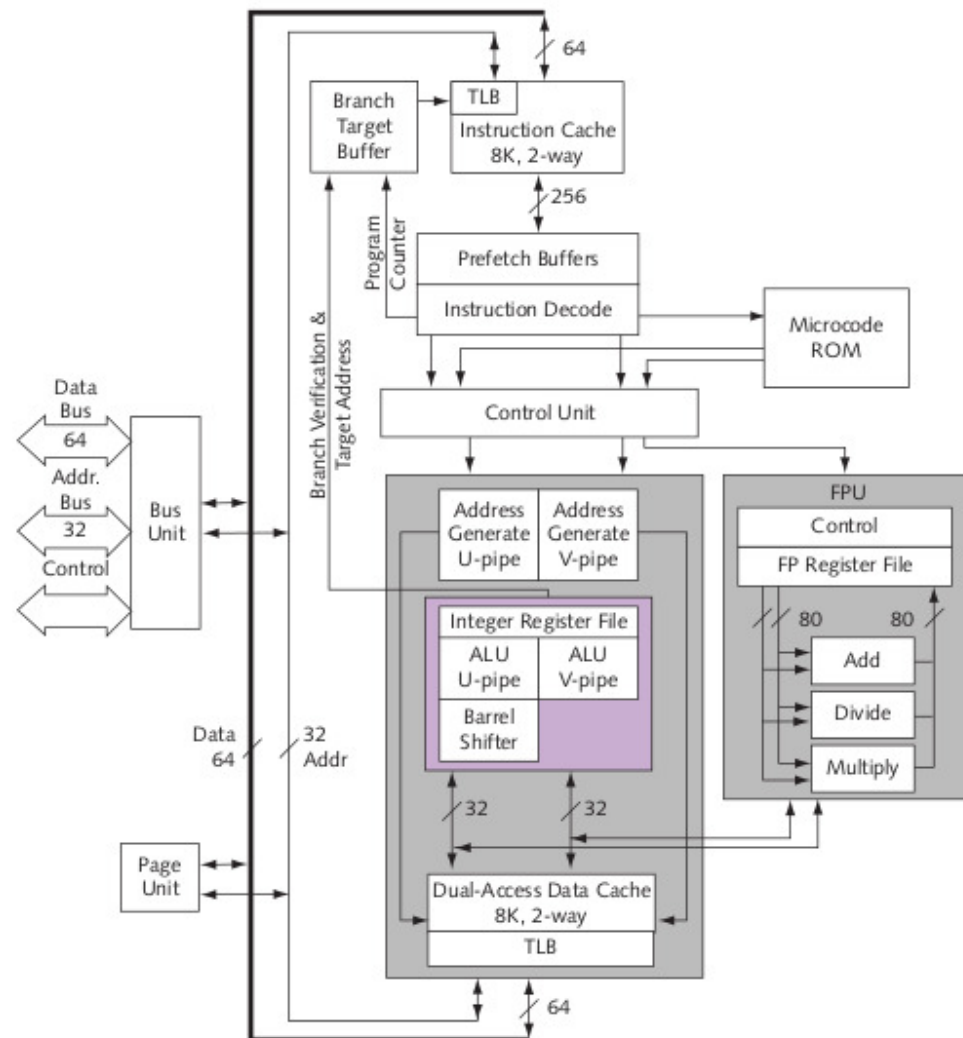 64
TLB
Instruction Cache
8K, 2-way
Branch
Target
Buffer
256
Program
Counter
Prefetch Buffers
Instruction Decode
Microcode
ROM
Branch Verification &
Target Address
Control Unit
Data
Bus
64
Addr.
Bus
32
Control
Bus
Unit
Address
Generate
U-pipe
Address
Generate
V-pipe
FPU
Control
FP Register File
80
80
Add
Divide
Multiply
Integer Register File
ALU
U-pipe
ALU
V-pipe
Barrel
Shifter
Data
64
32
Addr
32
32
Page
Unit
Dual-Access Data Cache
8K, 2-way
TLB
64